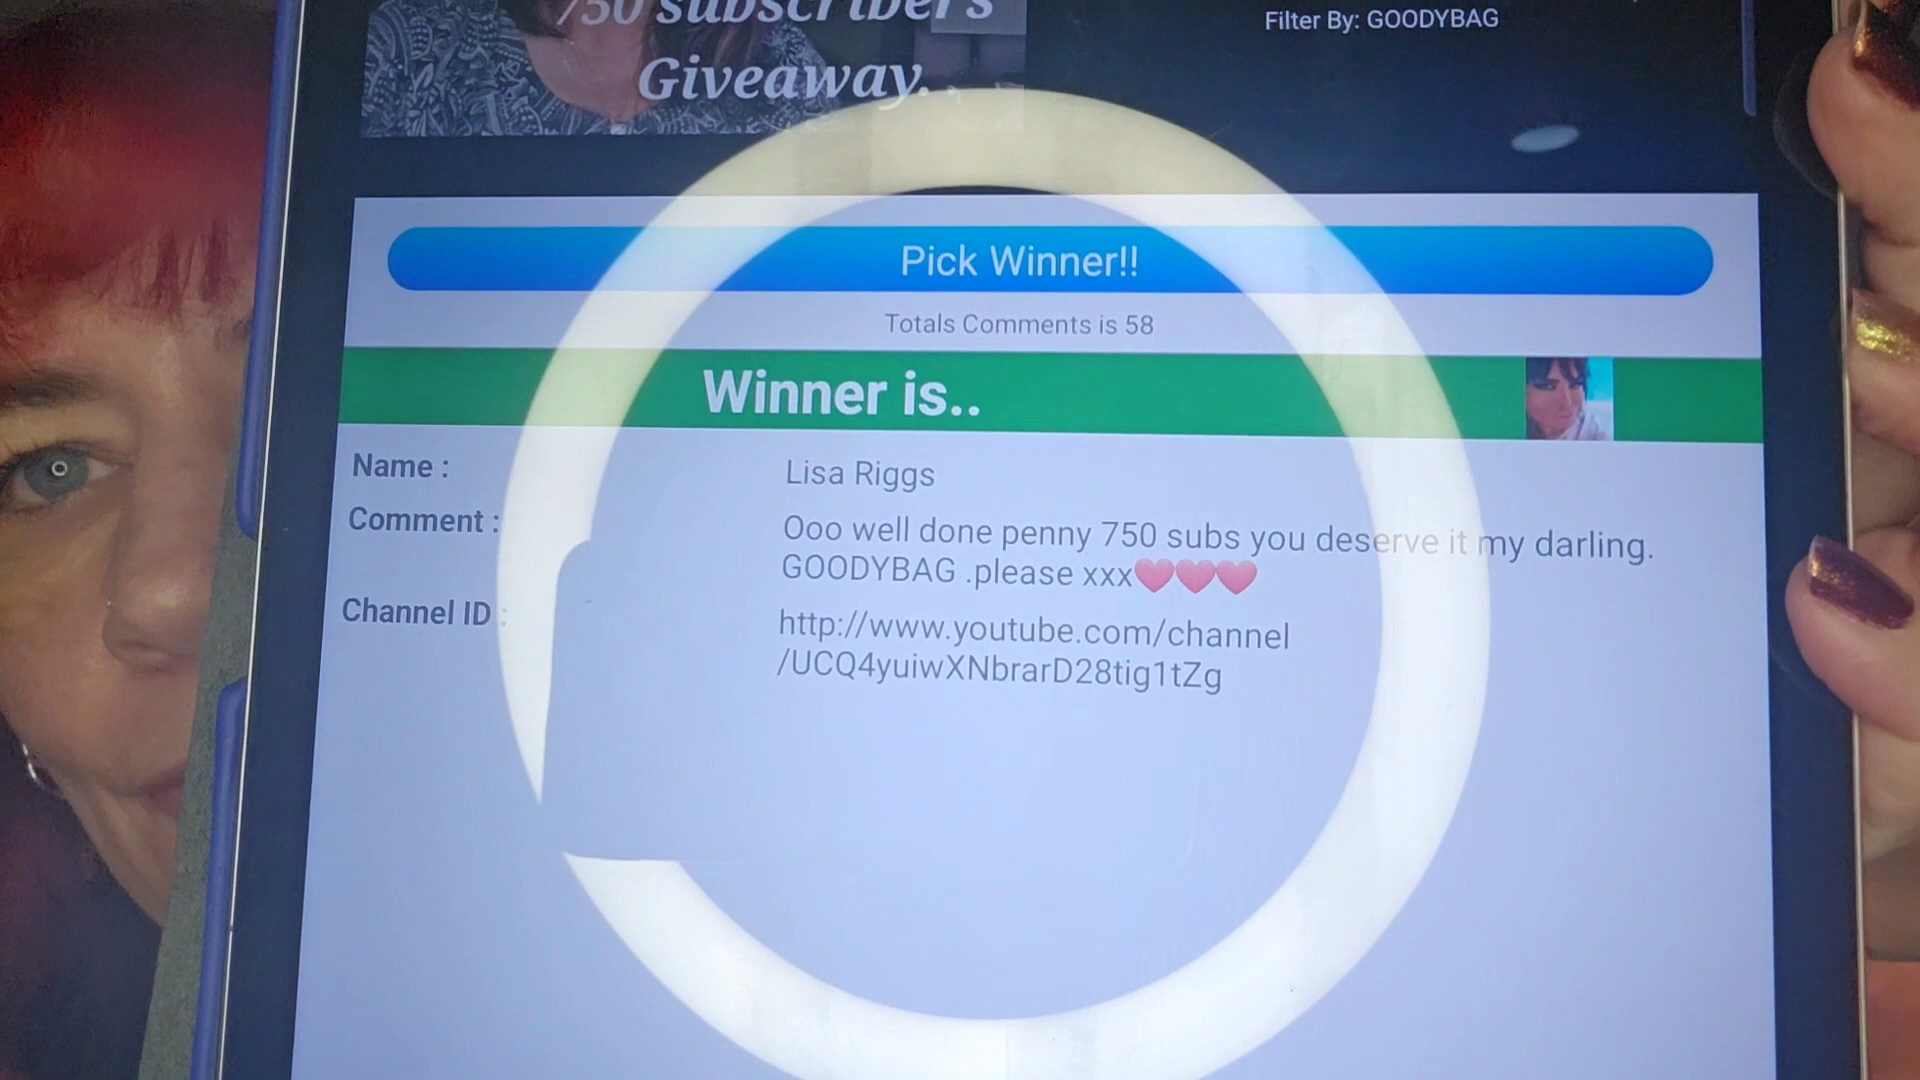 750 subscribers
Giveaway.
Filter By: GOODYBAG
Pick Winner!!
Totals Comments is 58
Winner is..
Name :
Lisa Riggs
Comment :
Ooo well done penny 750 subs you deserve it my darling.
GOODYBAG .please xxx❤❤❤
Channel ID :
http://www.youtube.com/channel
/UCQ4yuiwXNbrarD28tig1tZg